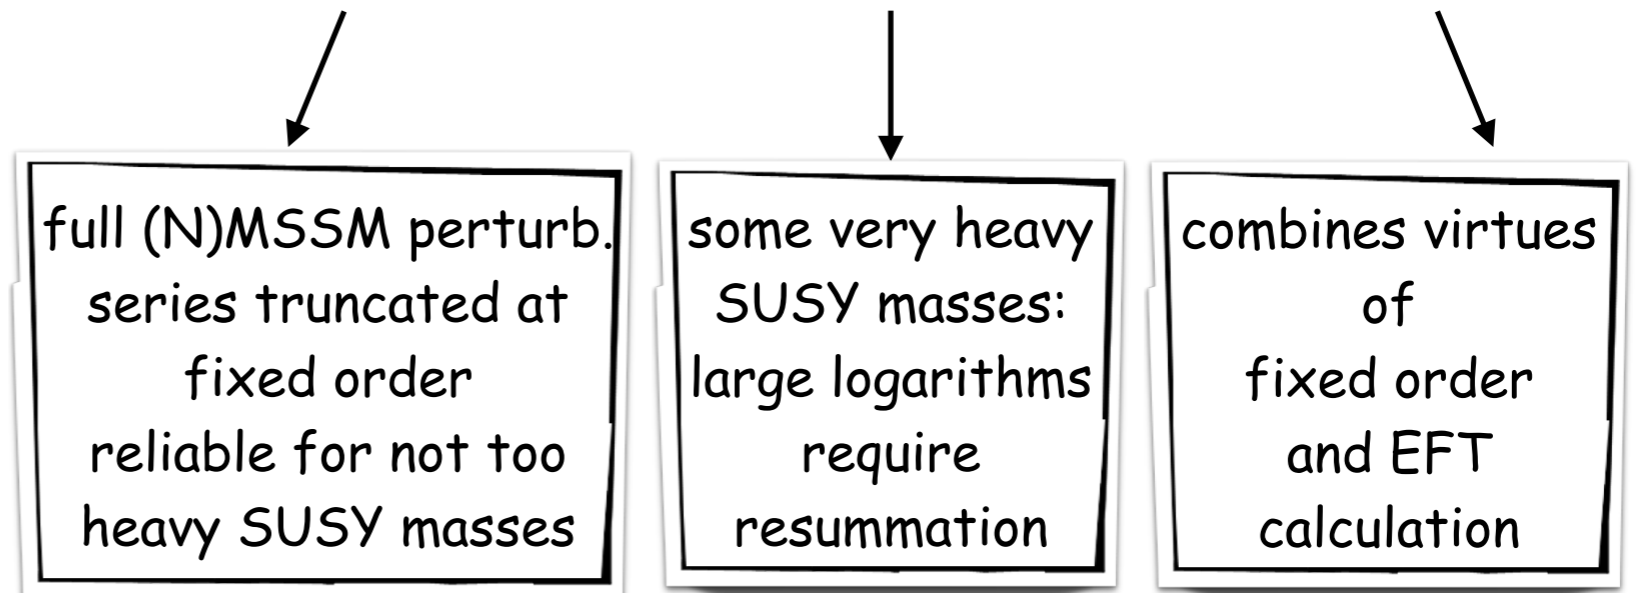 full (N)MSSM perturb.
series truncated at
fixed order
reliable for not too
heavy SUSY masses
some very heavy
SUSY masses:
large logarithms
require
resummation
combines virtues
of
fixed order
and EFT
calculation